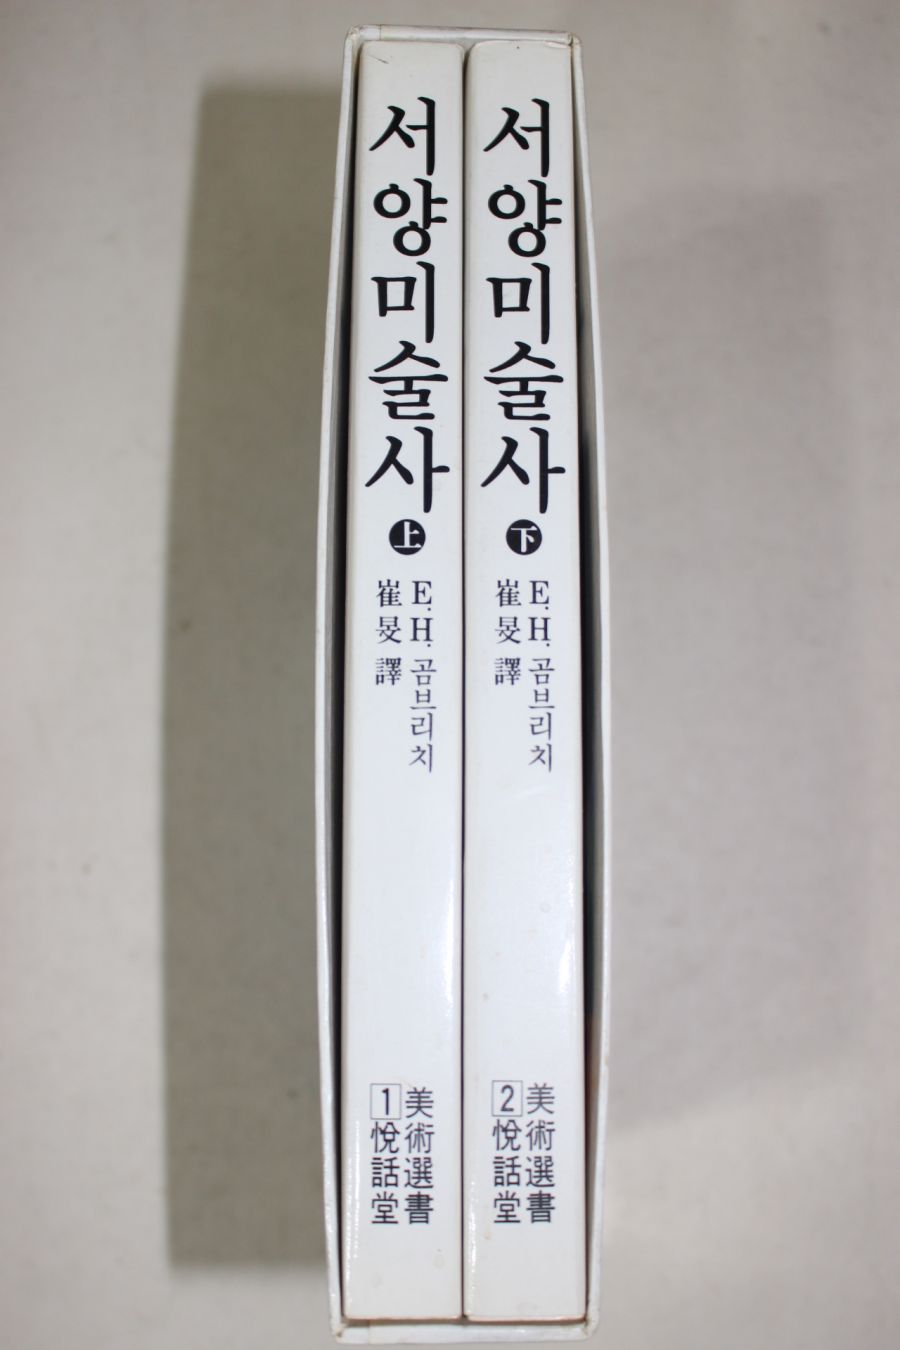 서양미술사 上
E.H. 곰브리치
崔旻 譯
美術選書
1 悅話堂
서양미술사 下
E.H. 곰브리치
崔旻 譯
美術選書
2 悅話堂